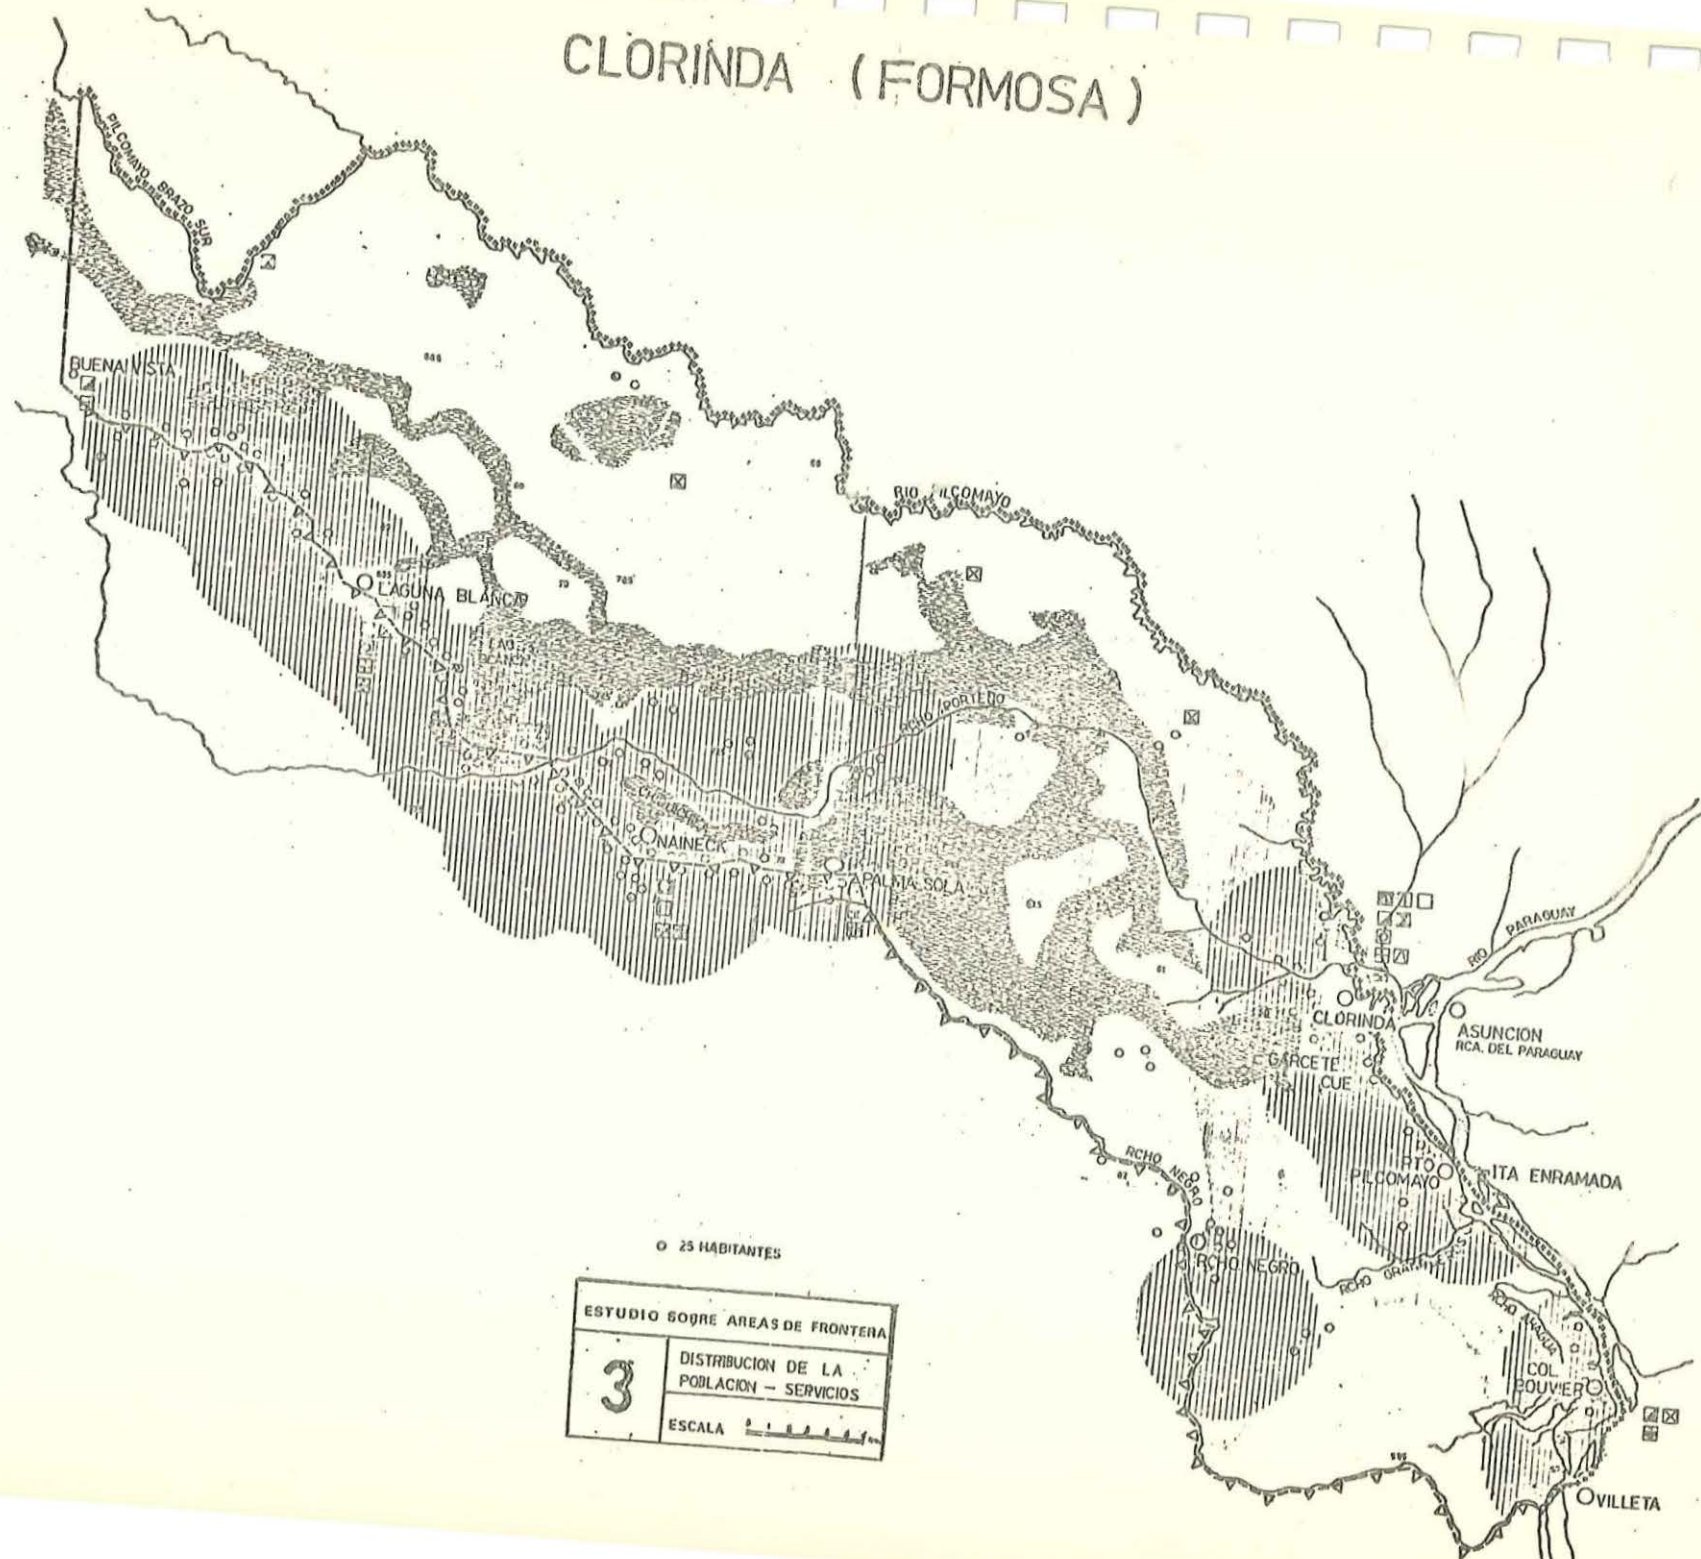 CLORINDA (FORMOSA)
PILCOMAYO BRAZO SUR
BUENA VISTA
RIO PILCOMAYO
LAGUNA BLANCA
RCHO PORTEÑO
NAINECK
PALMA SOLA
RIO PARAGUAY
CLORINDA
ASUNCION
RCA. DEL PARAGUAY
GARCETE
CUE
RCHO NEGRO
PTO
PILCOMAYO
ITA ENRAMADA
RCHO NEGRO
RCHO
COL
BOUVIER
VILLETA
25 HABITANTES
ESTUDIO SOBRE AREAS DE FRONTERA
3
DISTRIBUCION DE LA
POBLACION - SERVICIOS
ESCALA